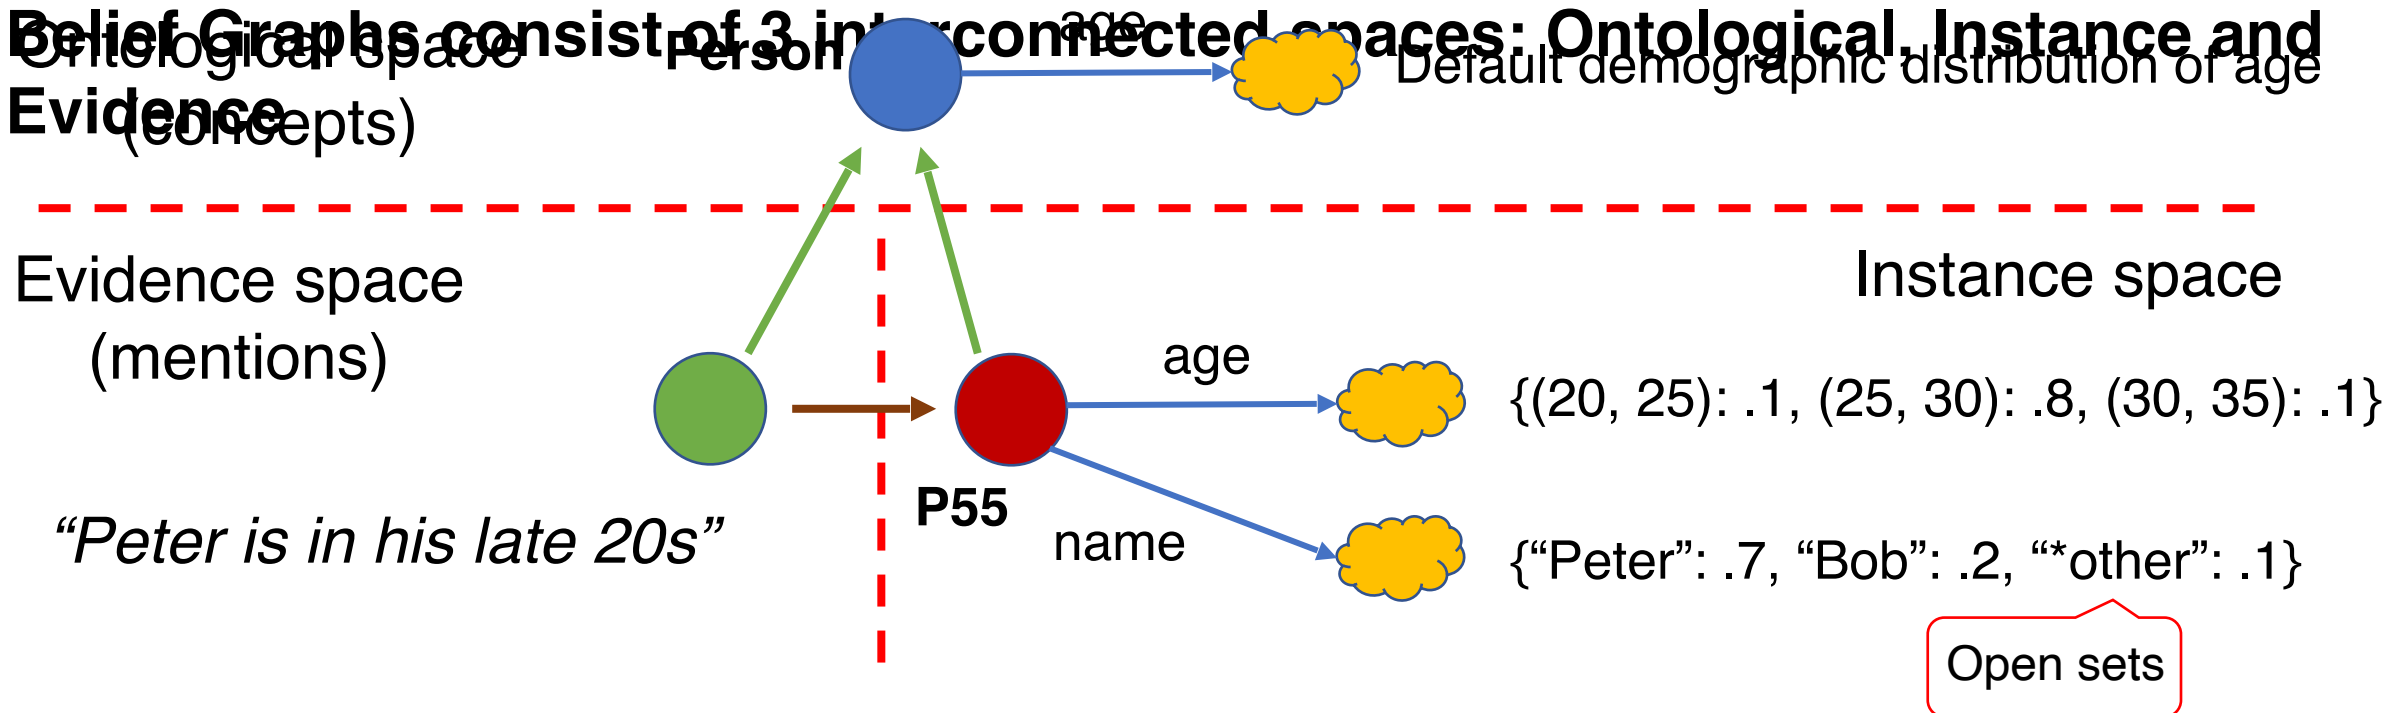 Belief Graphs consist of 3 interconnected spaces: Ontological, Instance and
Evidence
Ontological space
(concepts)
Person
age
Default demographic distribution of age
Evidence space
(mentions)
Instance space
age
{(20, 25): .1, (25, 30): .8, (30, 35): .1}
P55
“Peter is in his late 20s”
name
{“Peter”: .7, “Bob”: .2, “*other”: .1}
Open sets